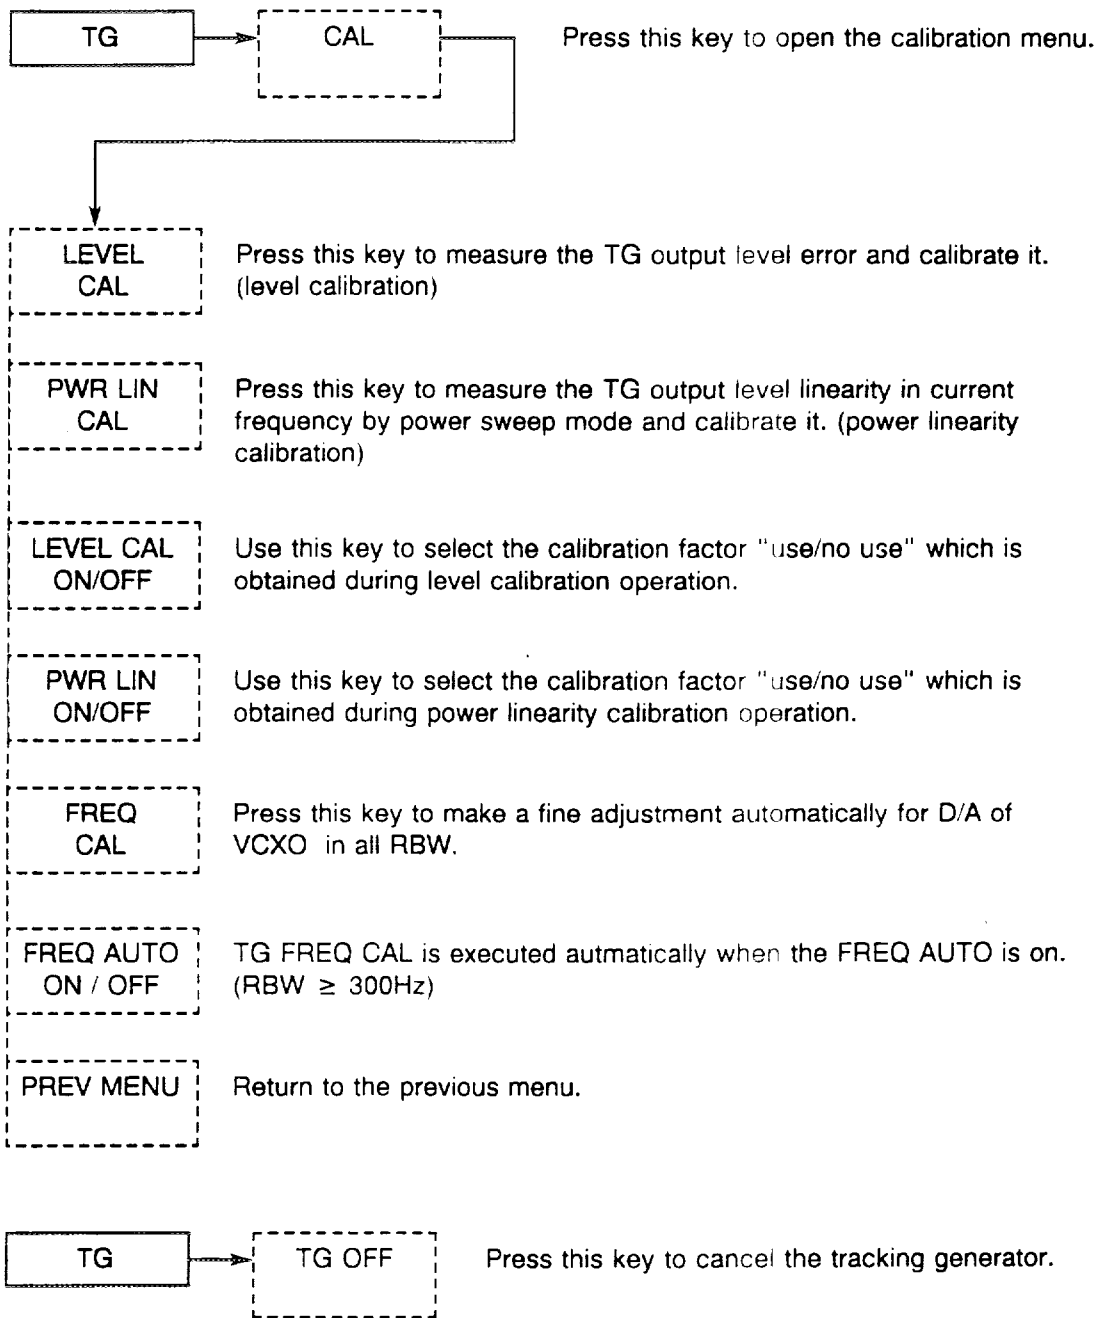 TG
CAL
Press this key to open the calibration menu.
LEVEL
CAL
Press this key to measure the TG output level error and calibrate it.
(level calibration)
PWR LIN
CAL
Press this key to measure the TG output level linearity in current
frequency by power sweep mode and calibrate it. (power linearity
calibration)
LEVEL CAL
ON/OFF
Use this key to select the calibration factor "use/no use" which is
obtained during level calibration operation.
PWR LIN
ON/OFF
Use this key to select the calibration factor "use/no use" which is
obtained during power linearity calibration operation.
FREQ
CAL
Press this key to make a fine adjustment automatically for D/A of
VCXO in all RBW.
FREQ AUTO
ON / OFF
TG FREQ CAL is executed autmatically when the FREQ AUTO is on.
(RBW ≥ 300Hz)
PREV MENU
Return to the previous menu.
TG
TG OFF
Press this key to cancel the tracking generator.